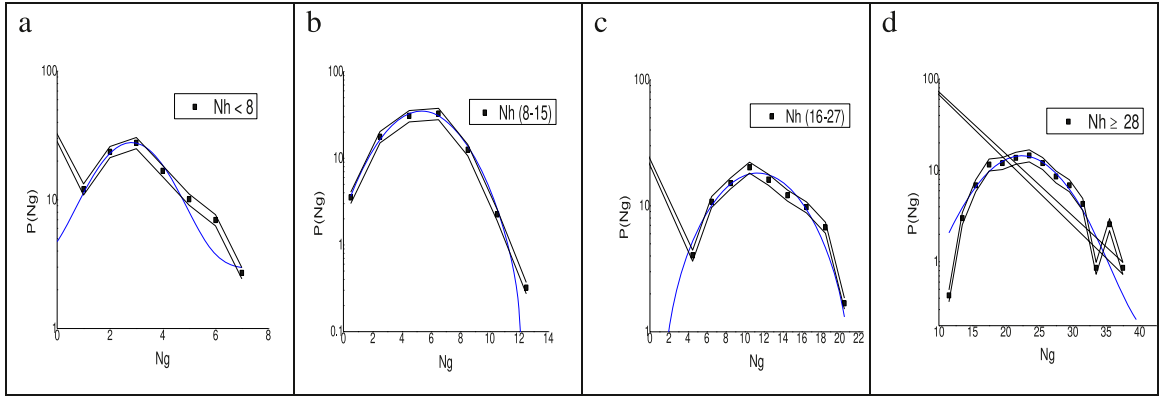 a
100
10
1
P(Ng)
Nh < 8
0 2 4 6 8
Ng
b
100
10
1
0.1
P(Ng)
Nh (8-15)
0 2 4 6 8 10 12 14
Ng
c
100
10
1
P(Ng)
Nh (16-27)
0 2 4 6 8 10 12 14 16 18 20 22
Ng
d
100
10
1
P(Ng)
Nh ≥ 28
10 15 20 25 30 35 40
Ng